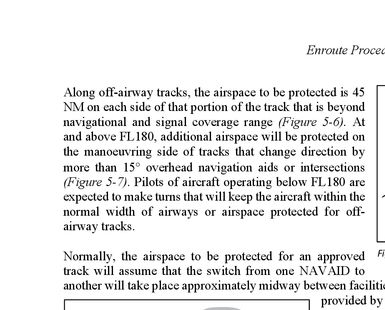 Enroute Proced
Along off-airway tracks, the airspace to be protected is 45
NM on each side of that portion of the track that is beyond
navigational and signal coverage range (Figure 5-6). At
and above FL180, additional airspace will be protected on
the manoeuvring side of tracks that change direction by
more than 15° overhead navigation aids or intersections
(Figure 5-7). Pilots of aircraft operating below FL180 are
expected to make turns that will keep the aircraft within the
normal width of airways or airspace protected for off-
airway tracks.
Fi
Normally, the airspace to be protected for an approved
track will assume that the switch from one NAVAID to
another will take place approximately midway between faciliti
provided by